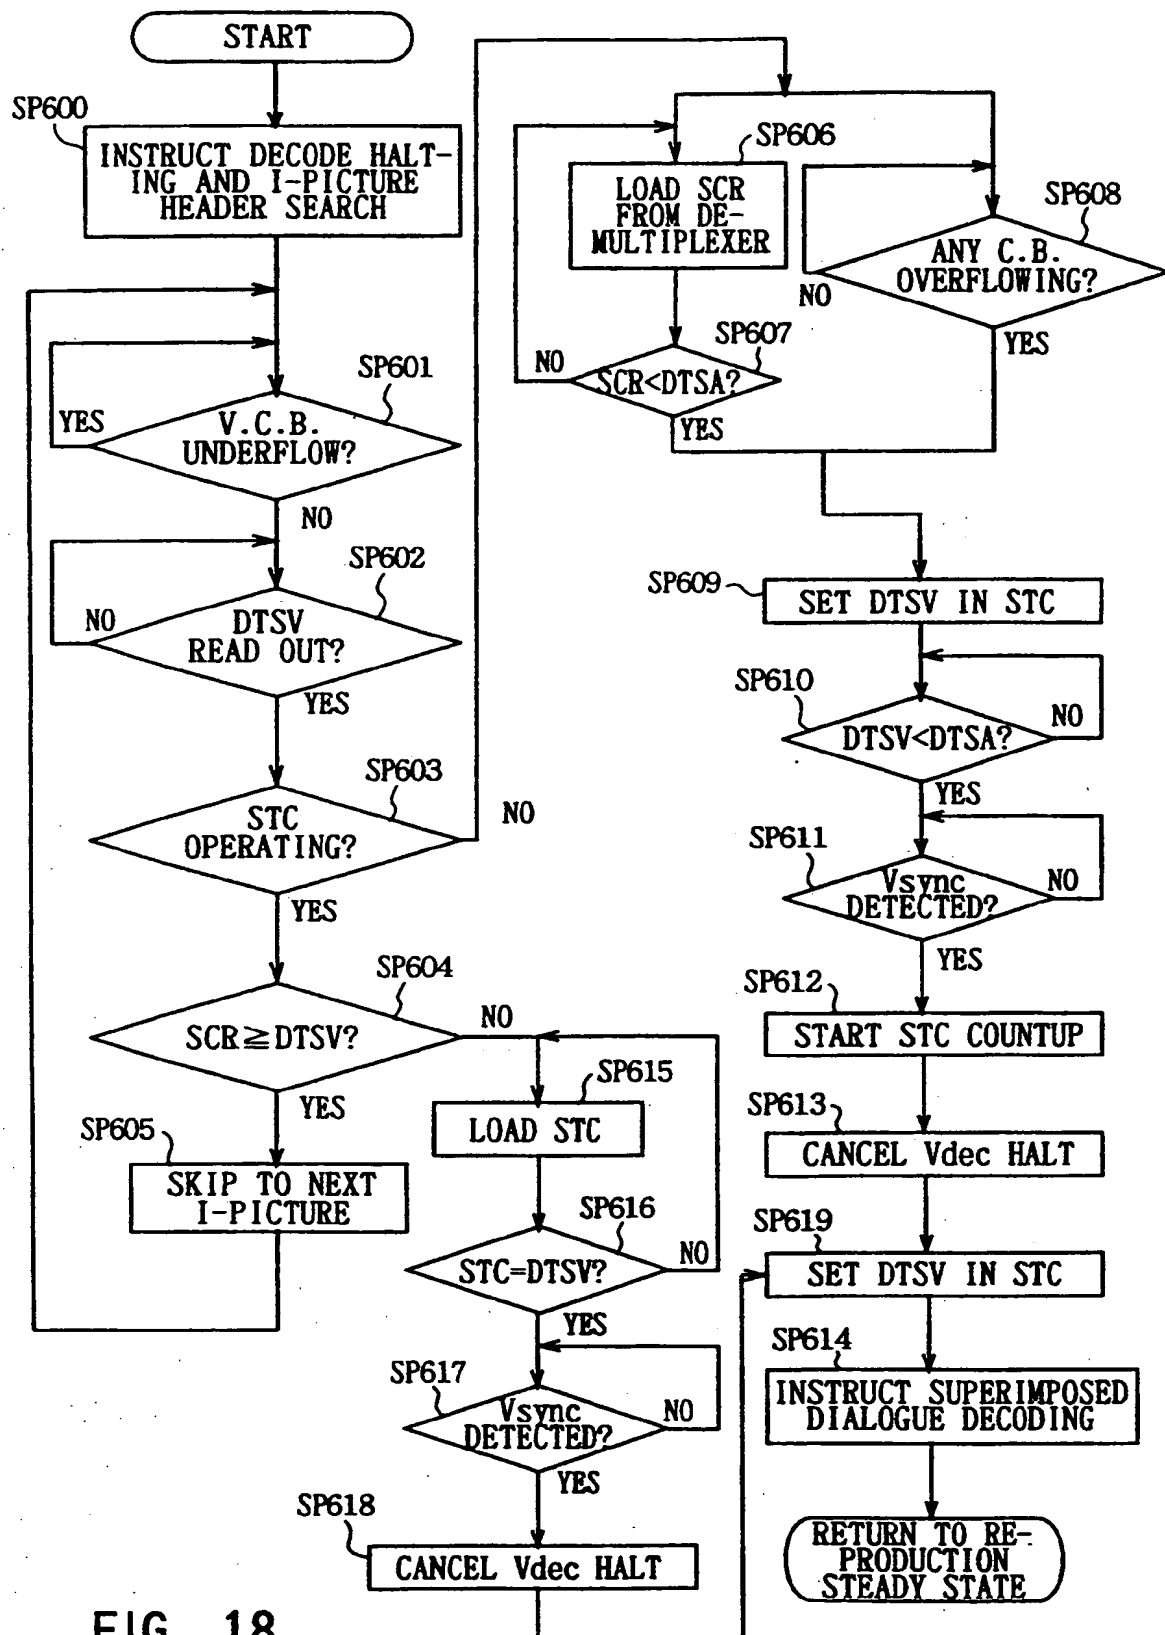 START
SP600
INSTRUCT DECODE HALT-
ING AND I-PICTURE
HEADER SEARCH
SP601
V.C.B.
UNDERFLOW?
YES
NO
SP602
DTSV
READ OUT?
NO
YES
SP603
STC
OPERATING?
NO
YES
SP604
SCR≧DTSV?
NO
YES
SP605
SKIP TO NEXT
I-PICTURE
SP606
LOAD SCR
FROM DE-
MULTIPLEXER
SP607
SCR<DTSA?
NO
YES
SP608
ANY C.B.
OVERFLOWING?
NO
YES
SP609
SET DTSV IN STC
SP610
DTSV<DTSA?
NO
YES
SP611
Vsync
DETECTED?
NO
YES
SP612
START STC COUNTUP
SP613
CANCEL Vdec HALT
SP615
LOAD STC
SP616
STC=DTSV?
NO
YES
SP617
Vsync
DETECTED?
NO
YES
SP618
CANCEL Vdec HALT
SP619
SET DTSV IN STC
SP614
INSTRUCT SUPERIMPOSED
DIALOGUE DECODING
RETURN TO RE-
PRODUCTION
STEADY STATE
FIG. 18